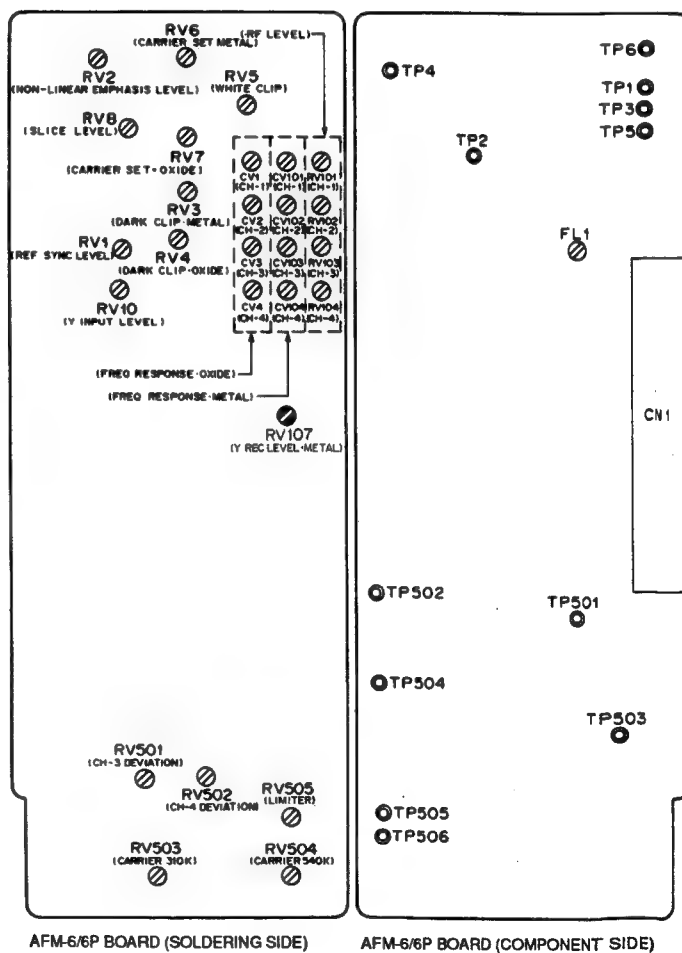 RV6
(CARRIER SET METAL)
(RF LEVEL)
RV2
(NON-LINEAR EMPHASIS LEVEL)
RV5
(WHITE CLIP)
RV8
(SLICE LEVEL)
RV7
(CARRIER SET-OXIDE)
CV1
(CH-1)
CV101
(CH-1)
RV101
(CH-1)
RV3
(DARK CLIP-METAL)
CV2
(CH-2)
CV102
(CH-2)
RV102
(CH-2)
RV1
(REF SYNC LEVEL)
RV4
(DARK CLIP-OXIDE)
CV3
(CH-3)
CV103
(CH-3)
RV103
(CH-3)
RV10
(Y INPUT LEVEL)
CV4
(CH-4)
CV104
(CH-4)
RV104
(CH-4)
(FREQ RESPONSE-OXIDE)
(FREQ RESPONSE-METAL)
RV107
(Y REC LEVEL-METAL)
RV501
(CH-3 DEVIATION)
RV502
(CH-4 DEVIATION)
RV505
(LIMITER)
RV503
(CARRIER 310K)
RV504
(CARRIER 540K)
AFM-6/6P BOARD (SOLDERING SIDE)
TP6
TP4
TP1
TP3
TP5
TP2
FL1
CN1
TP502
TP501
TP504
TP503
TP505
TP506
AFM-6/6P BOARD (COMPONENT SIDE)